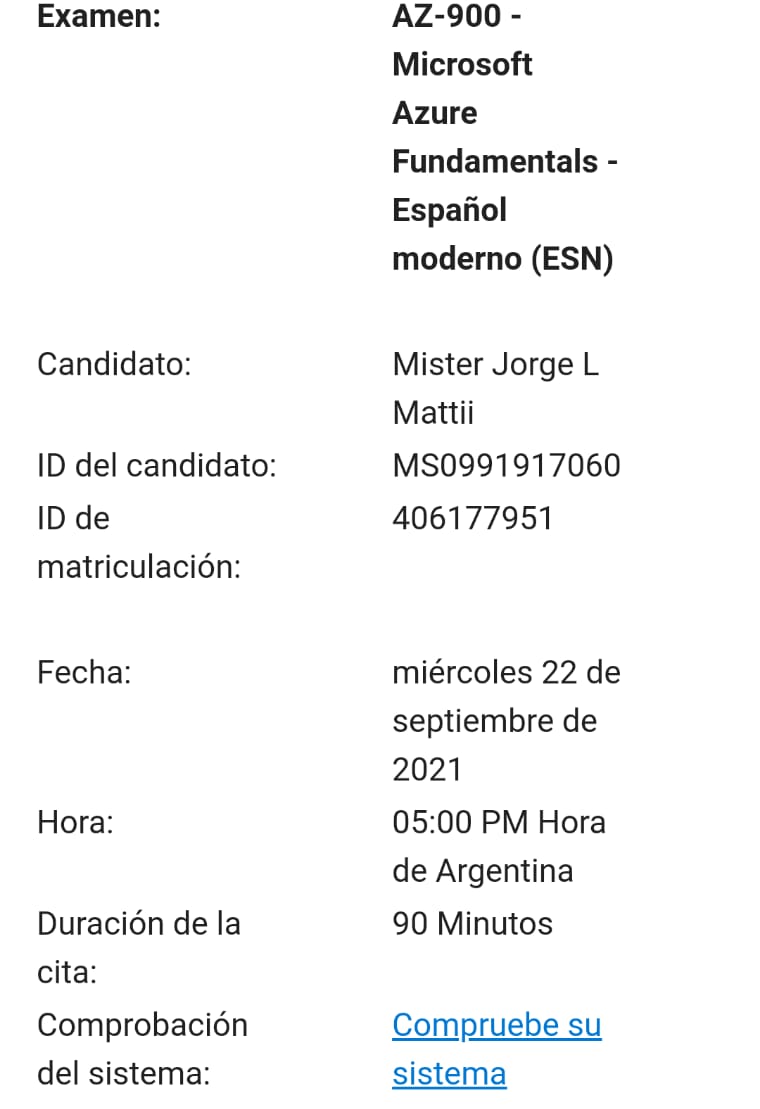 Examen: AZ-900 -
Microsoft
Azure
Fundamentals -
Español
moderno (ESN)
Candidato: Mister Jorge L
Mattii
ID del candidato: MS0991917060
ID de 406177951
matriculación:
Fecha: miércoles 22 de
septiembre de
2021
Hora: 05:00 PM Hora
de Argentina
Duración de la 90 Minutos
cita:
Comprobación Compruebe su
del sistema: sistema